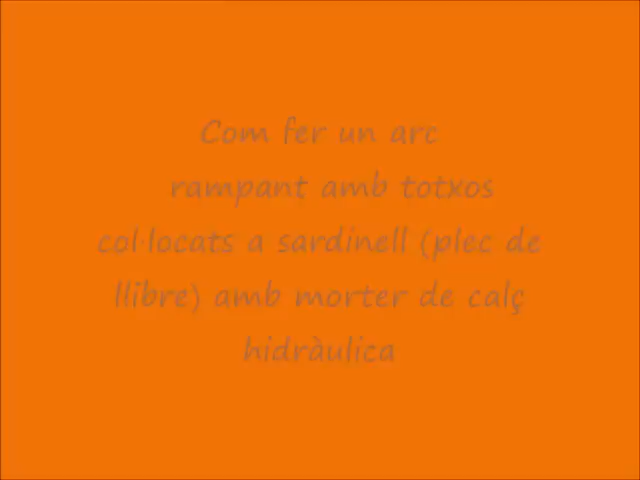 Com fer un arc
rampant amb totxos
col·locats a sardinell (plec de
llibre) amb morter de calç
hidràulica